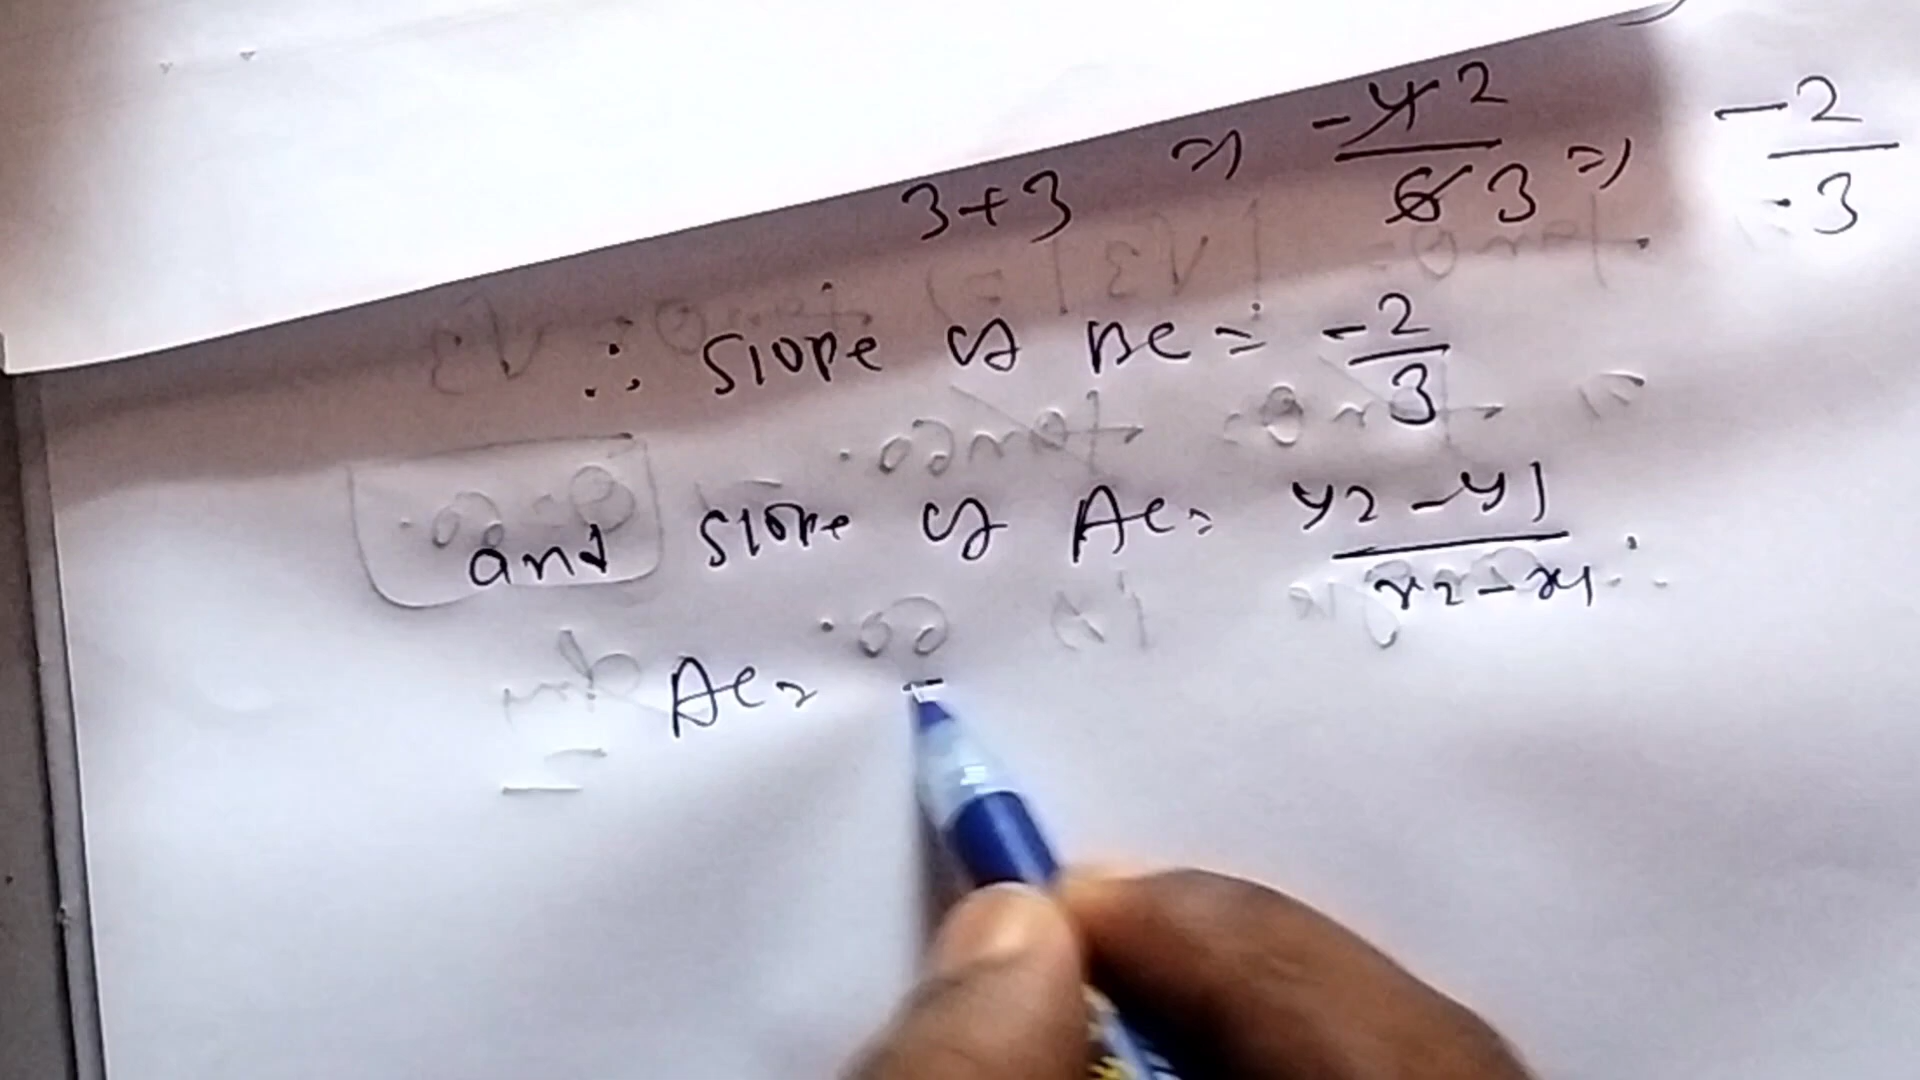 3+3 => -4̸ 2 / 6̸ 3 => -2 / 3
∴ Slope of BC = -2 / 3
and Slope of AC = y2 - y1 / x2 - x1
AC = -